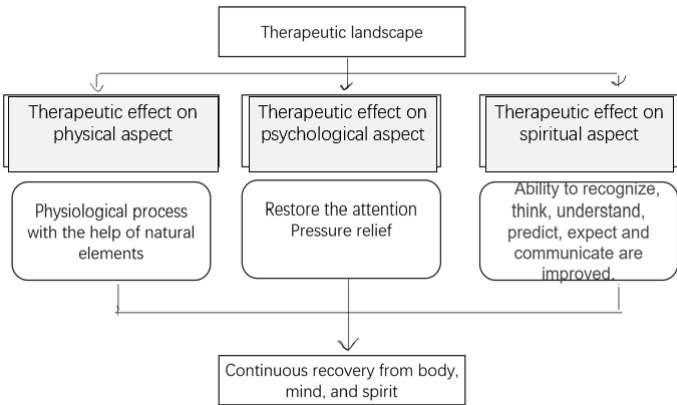 Therapeutic landscape
Therapeutic effect on
physical aspect
Therapeutic effect on
psychological aspect
Therapeutic effect on
spiritual aspect
Physiological process
with the help of natural
elements
Restore the attention
Pressure relief
Ability to recognize,
think, understand,
predict, expect and
communicate are
improved.
Continuous recovery from body,
mind, and spirit